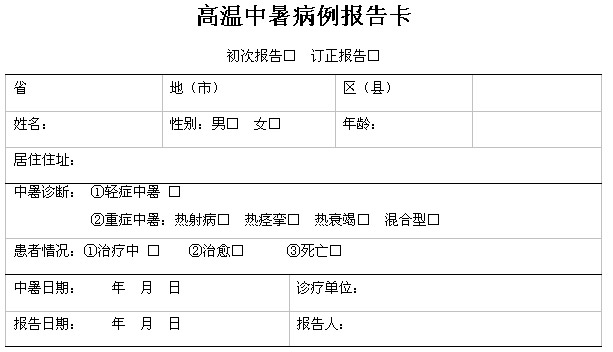 高温中暑病例报告卡
初次报告□ 订正报告□
省 地（市） 区（县）
姓名： 性别：男□ 女□ 年龄：
居住住址：
中暑诊断： ①轻症中暑 □
②重症中暑：热射病□ 热痉挛□ 热衰竭□ 混合型□
患者情况：①治疗中 □ ②治愈□ ③死亡□
中暑日期： 年 月 日 诊疗单位：
报告日期： 年 月 日 报告人：